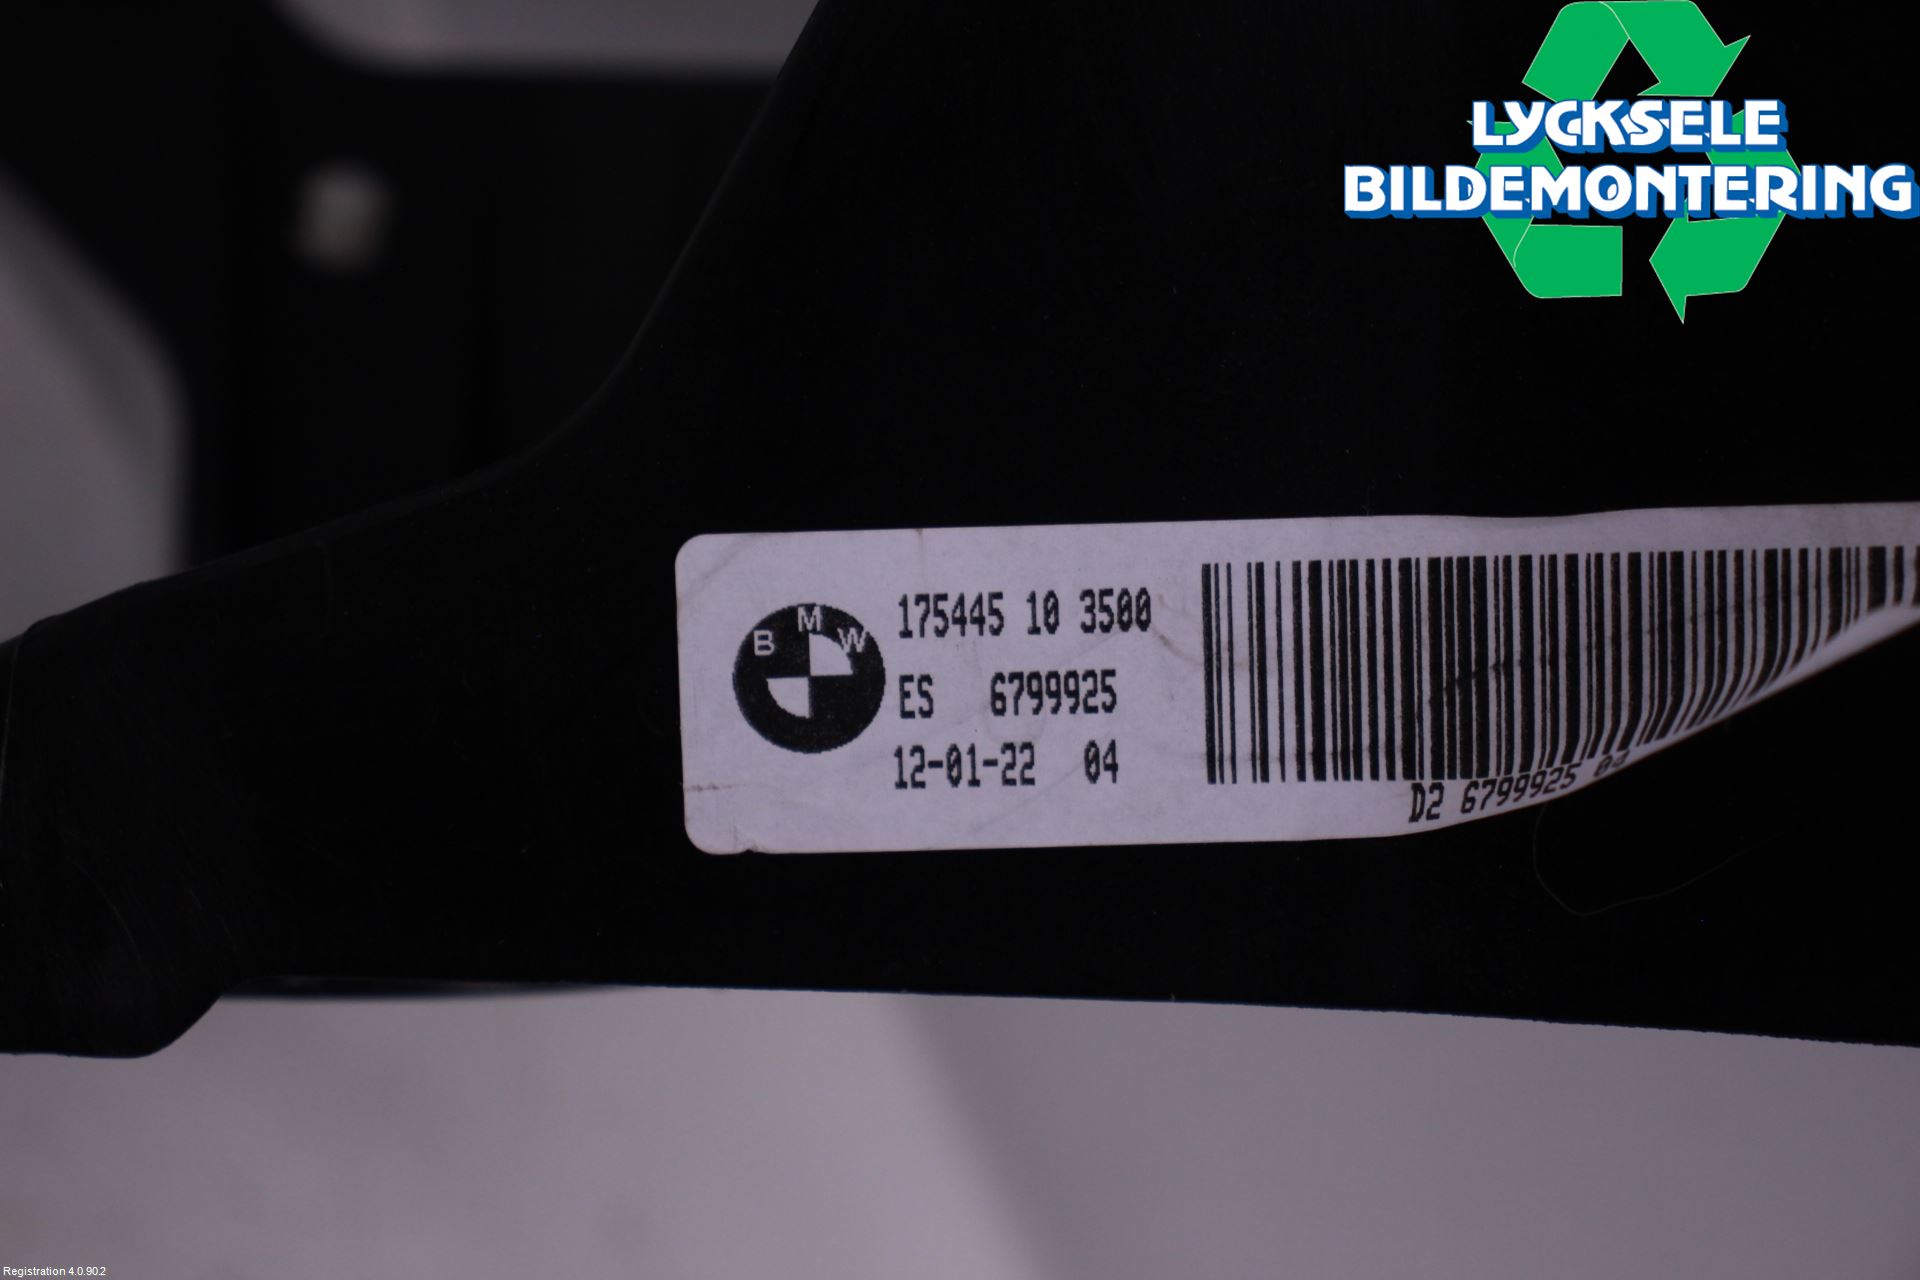 LYCKSELE
BILDEMONTERING
BMW
175445 10 3500
ES 6799925
12-01-22 04
D2 6799925 04
Registration 4.0.90.2